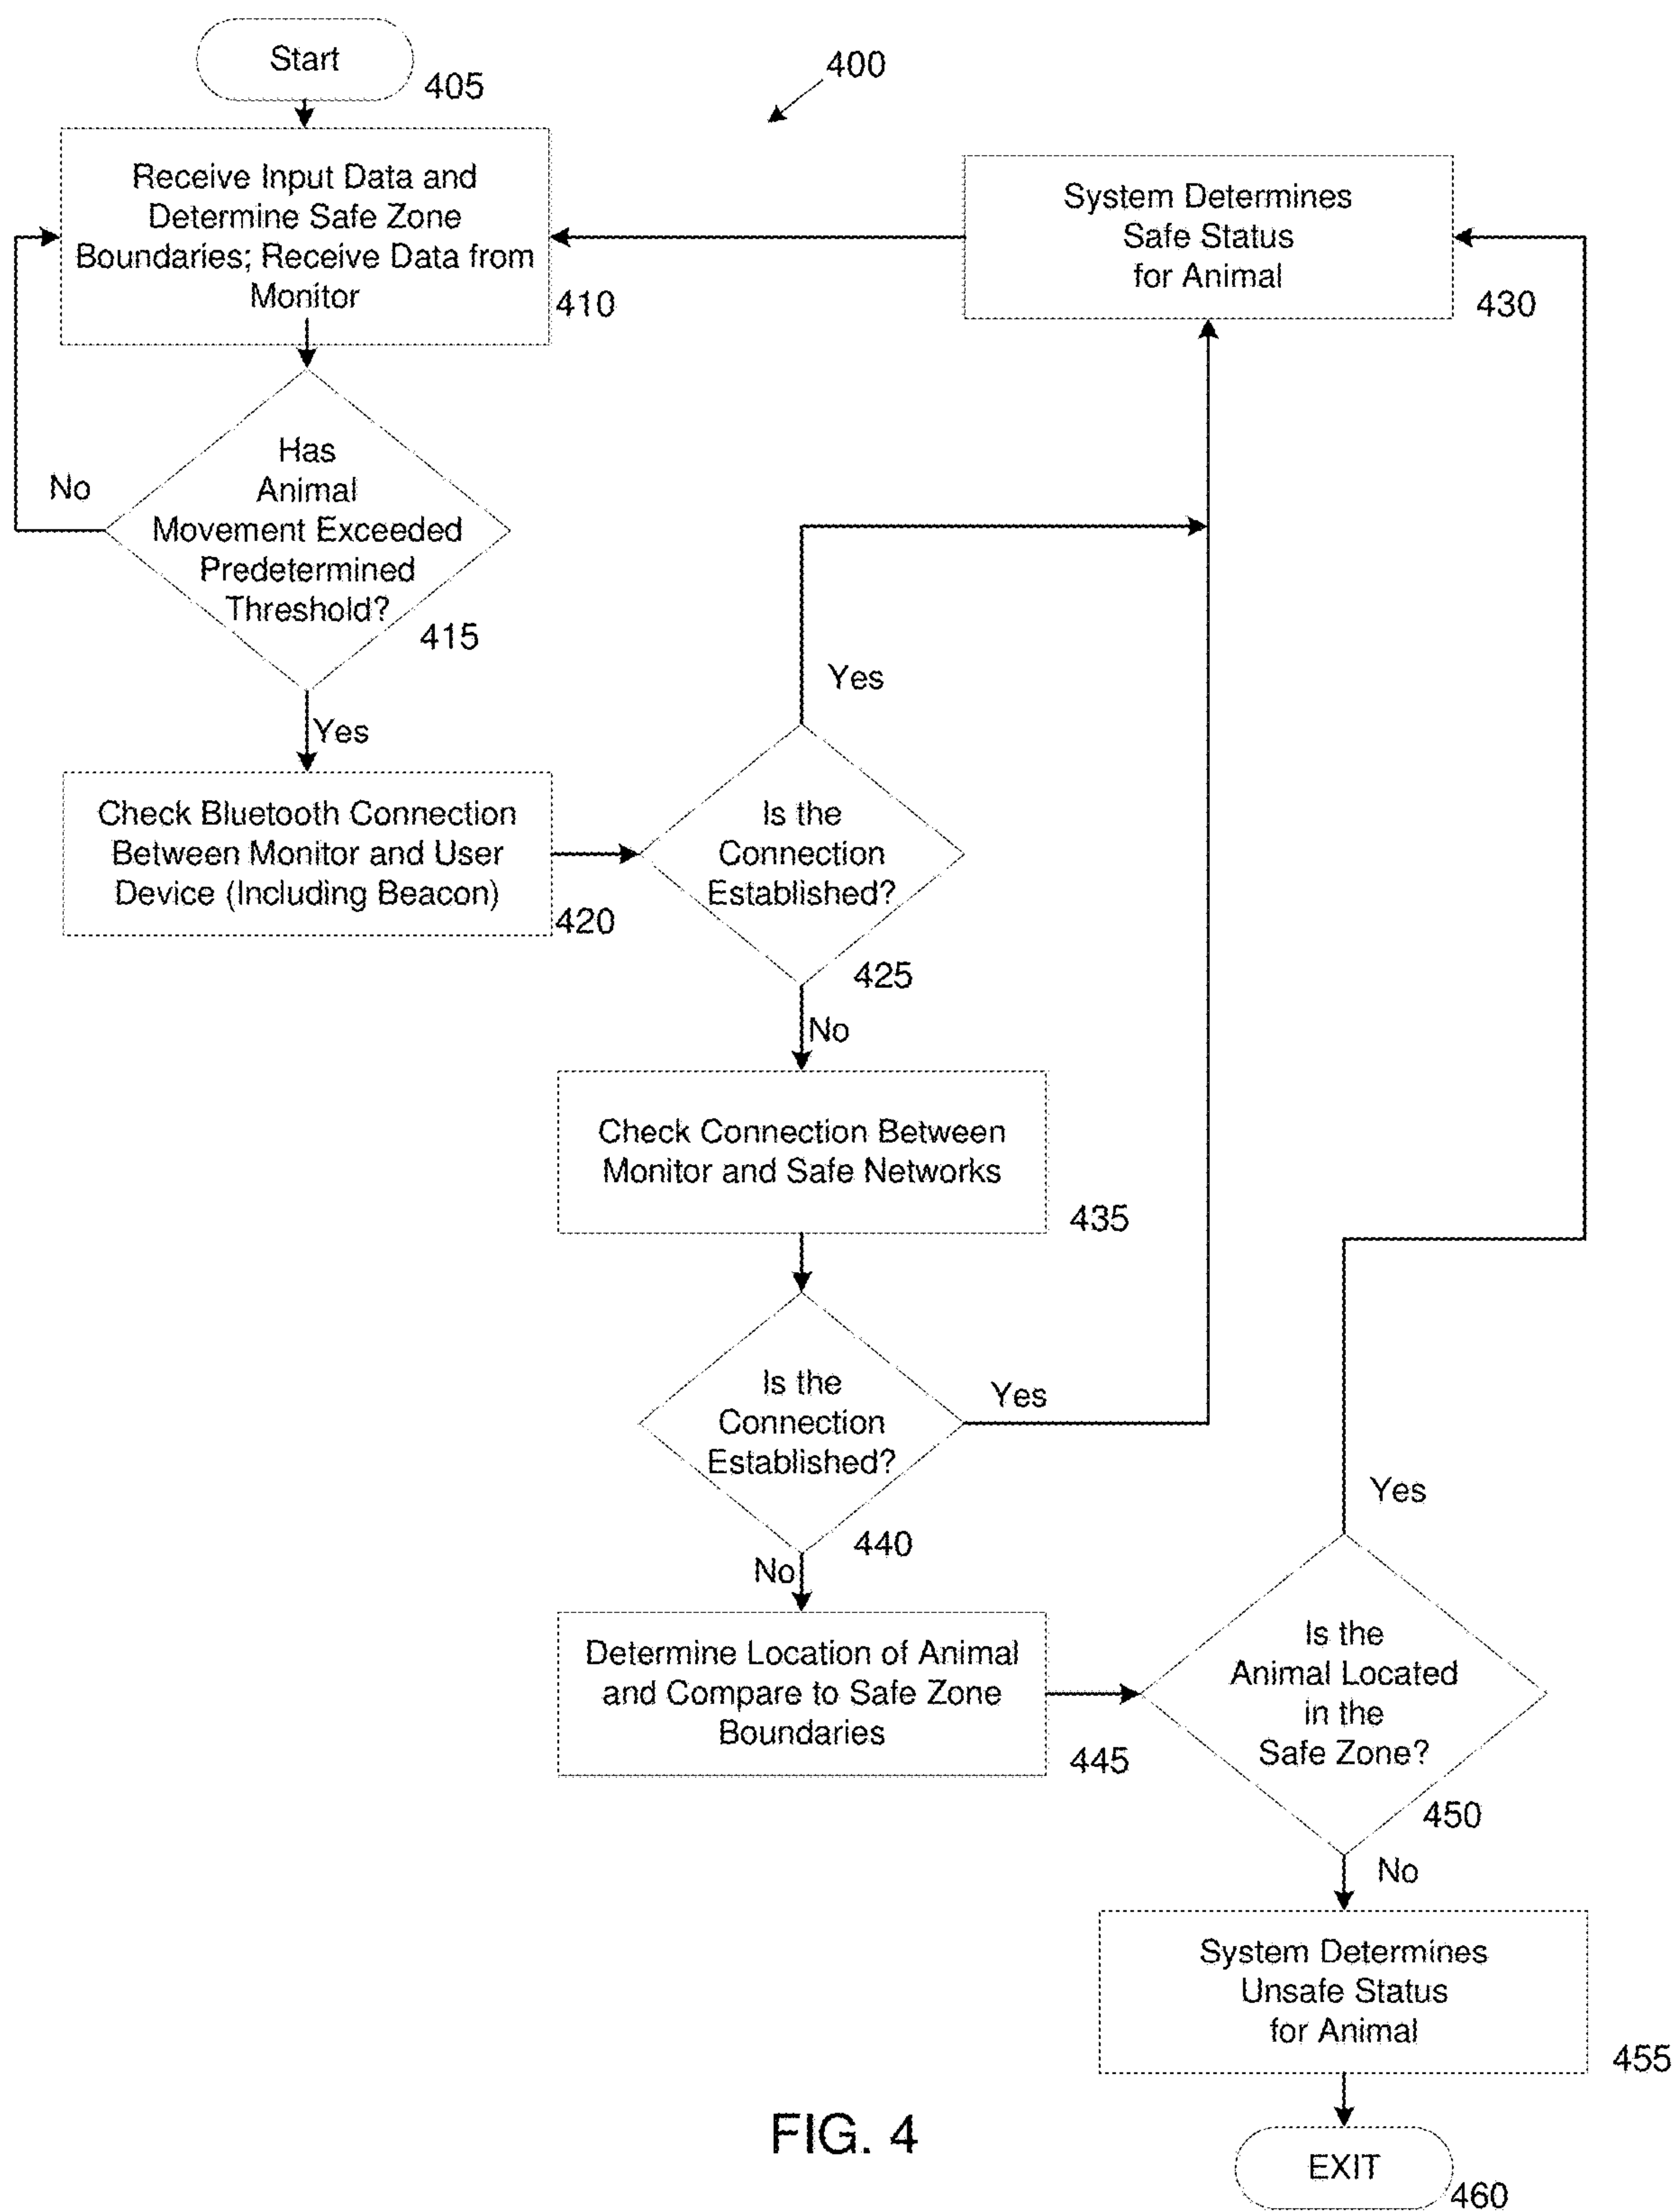 Start
405
400
Receive Input Data and
Determine Safe Zone
Boundaries; Receive Data from
Monitor
410
System Determines
Safe Status
for Animal
430
Has
Animal
Movement Exceeded
Predetermined
Threshold?
415
No
Yes
Check Bluetooth Connection
Between Monitor and User
Device (Including Beacon)
420
Is the
Connection
Established?
425
Yes
No
Check Connection Between
Monitor and Safe Networks
435
Is the
Connection
Established?
440
Yes
No
Determine Location of Animal
and Compare to Safe Zone
Boundaries
445
Is the
Animal Located
in the
Safe Zone?
450
Yes
No
System Determines
Unsafe Status
for Animal
455
EXIT
460
FIG. 4